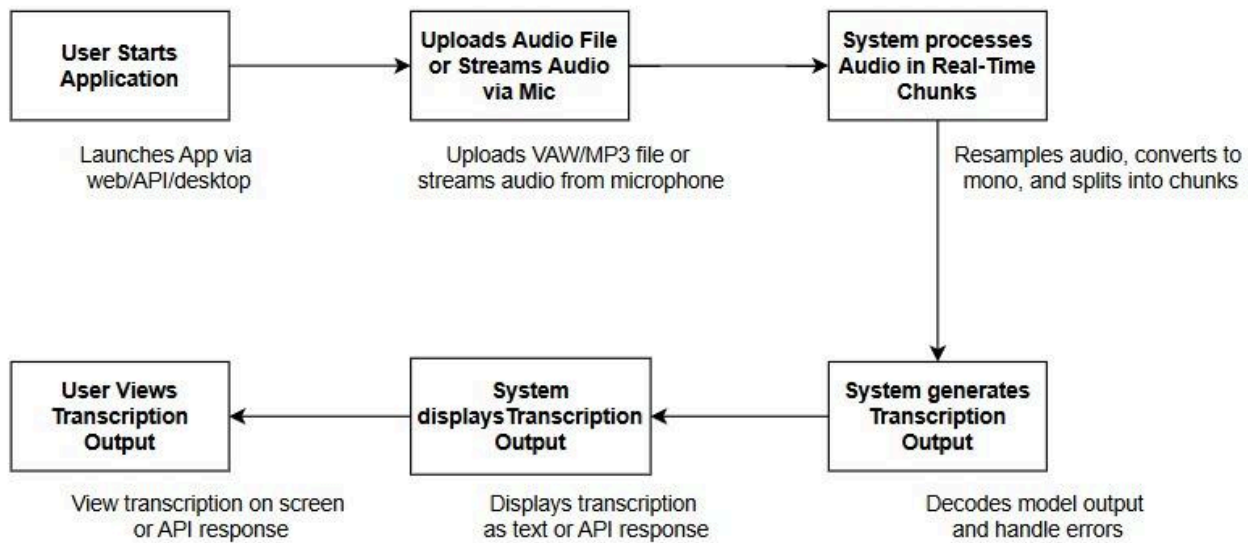 User Starts
Application
Uploads Audio File
or Streams Audio
via Mic
System processes
Audio in Real-Time
Chunks
Launches App via
web/API/desktop
Uploads VAW/MP3 file or
streams audio from microphone
Resamples audio, converts to
mono, and splits into chunks
User Views
Transcription
Output
System
displaysTranscription
Output
System generates
Transcription
Output
View transcription on screen
or API response
Displays transcription
as text or API response
Decodes model output
and handle errors